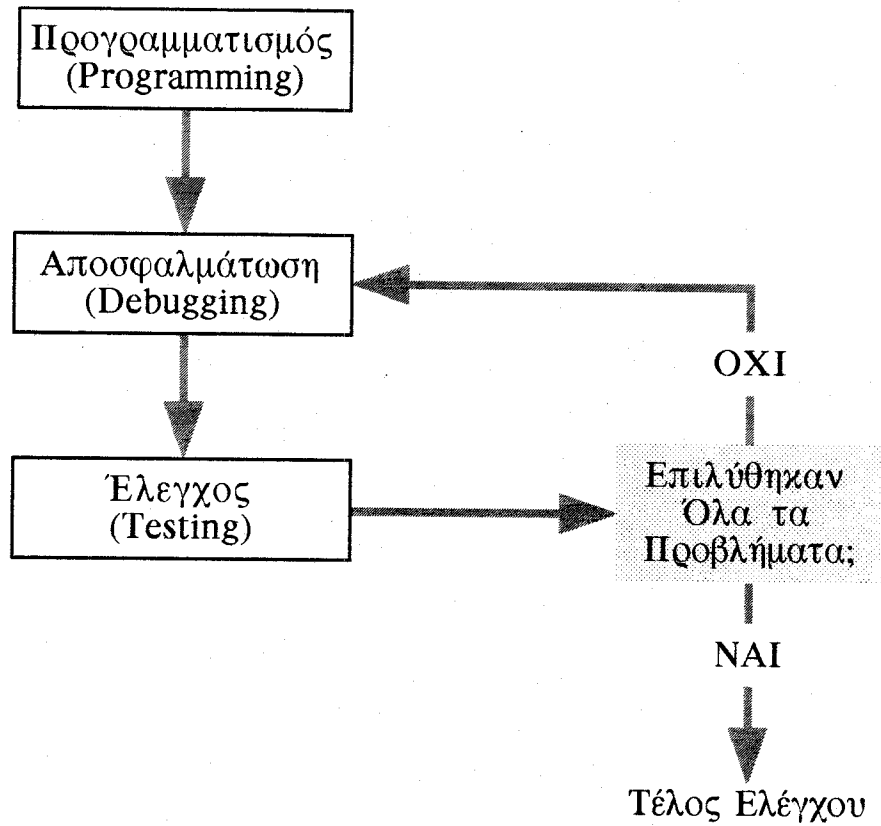 Προγραμματισμός
(Programming)
Αποσφαλμάτωση
(Debugging)
ΟΧΙ
Έλεγχος
(Testing)
Επιλύθηκαν
Όλα τα
Προβλήματα;
ΝΑΙ
Τέλος Ελέγχου